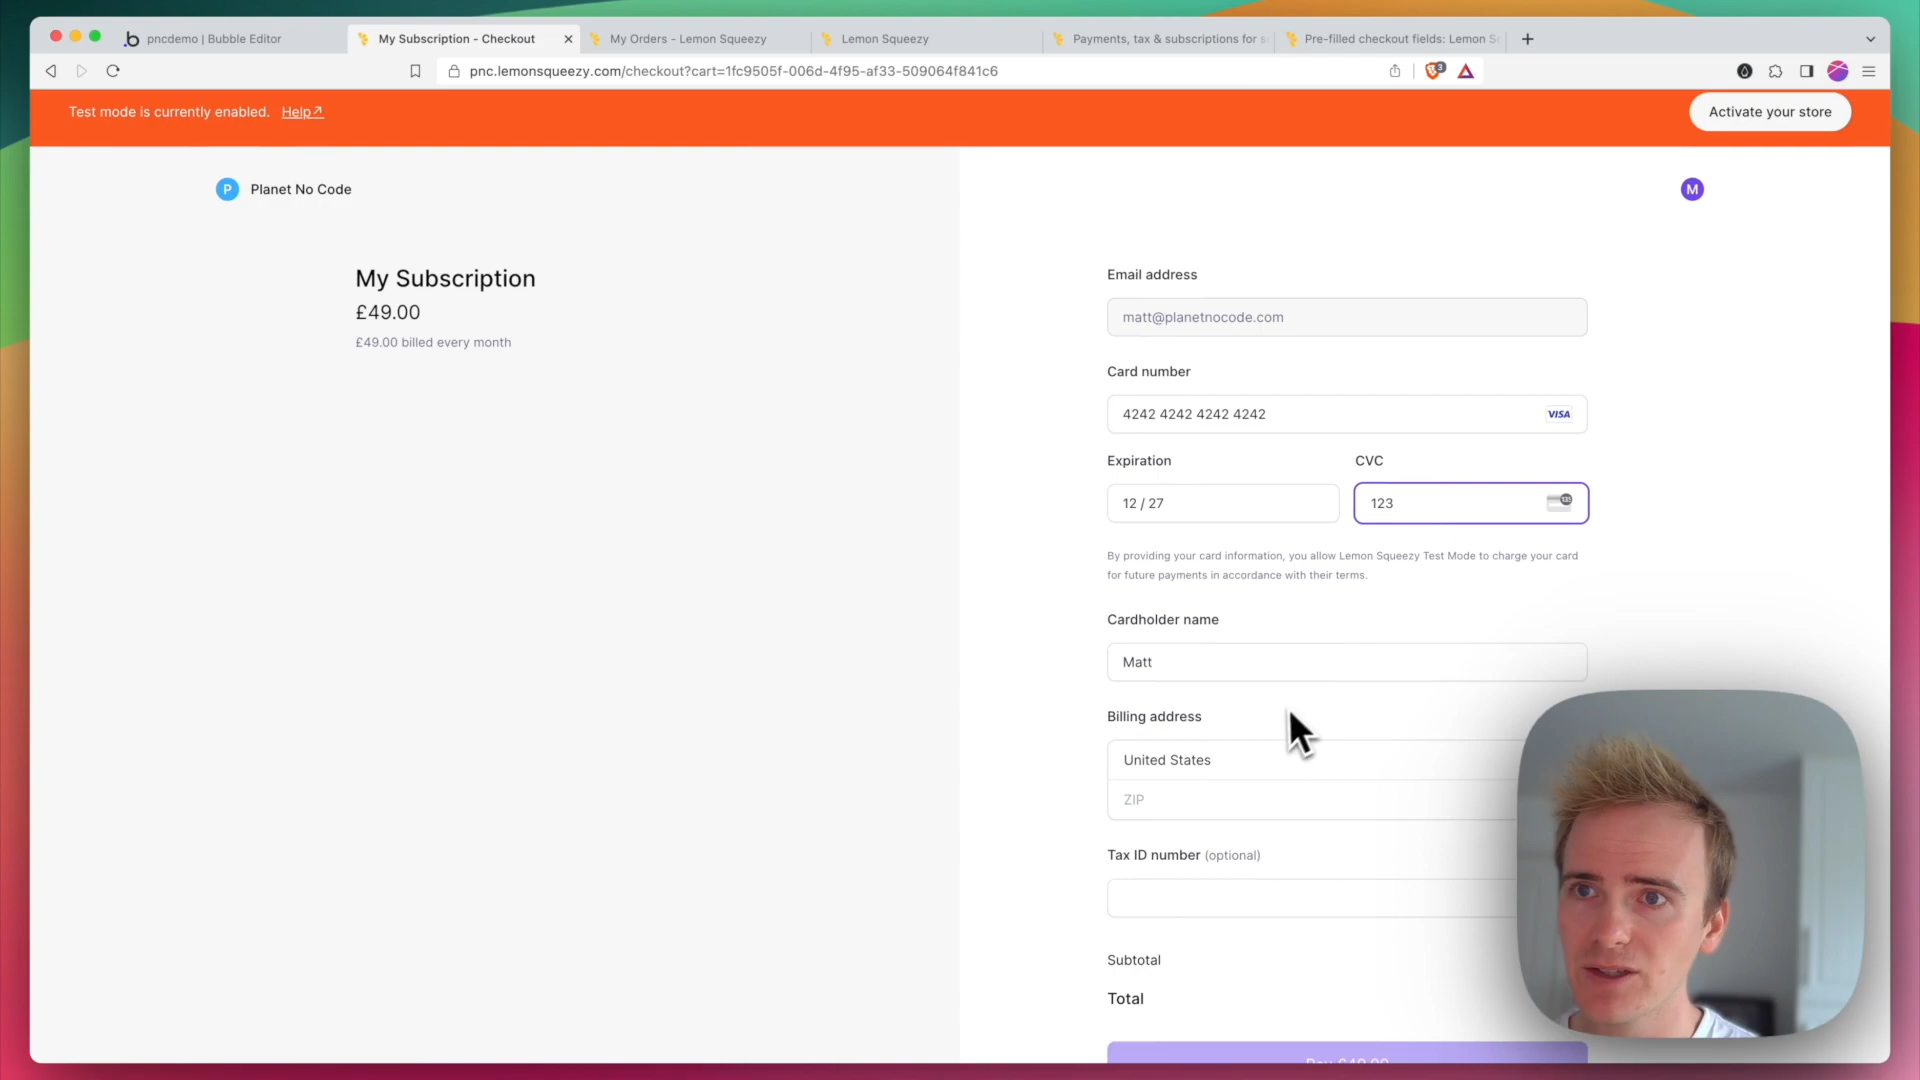 pncdemo | Bubble Editor
My Subscription - Checkout
My Orders - Lemon Squeezy
Lemon Squeezy
Payments, tax & subscriptions for s
Pre-filled checkout fields: Lemon S
pnc.lemonsqueezy.com/checkout?cart=1fc9505f-006d-4f95-af33-509064f841c6
3
Test mode is currently enabled. Help↗
Activate your store
P Planet No Code
M
My Subscription
£49.00
£49.00 billed every month
Email address
matt@planetnocode.com
Card number
4242 4242 4242 4242
VISA
Expiration
CVC
12 / 27
123
By providing your card information, you allow Lemon Squeezy Test Mode to charge your card
for future payments in accordance with their terms.
Cardholder name
Matt
Billing address
United States
ZIP
Tax ID number (optional)
Subtotal
Total
Pay £49.00